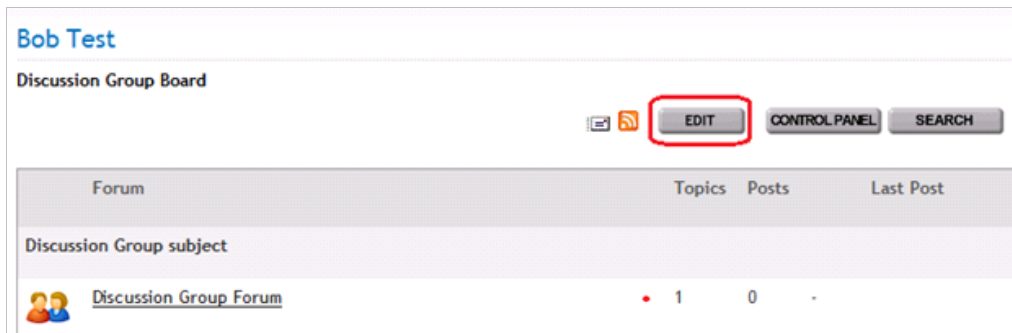 Bob Test
Discussion Group Board
EDIT CONTROL PANEL SEARCH
Forum Topics Posts Last Post
Discussion Group subject
Discussion Group Forum 1 0 -